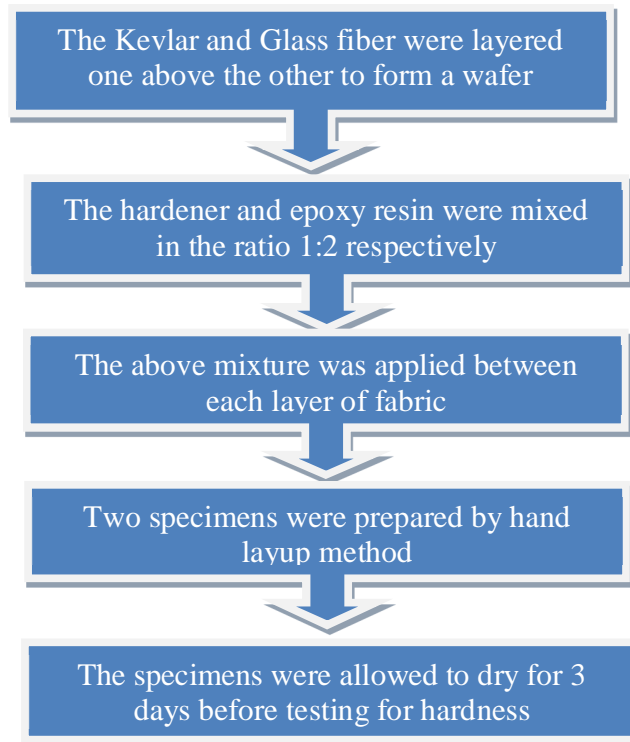 The Kevlar and Glass fiber were layered
one above the other to form a wafer
The hardener and epoxy resin were mixed
in the ratio 1:2 respectively
The above mixture was applied between
each layer of fabric
Two specimens were prepared by hand
layup method
The specimens were allowed to dry for 3
days before testing for hardness